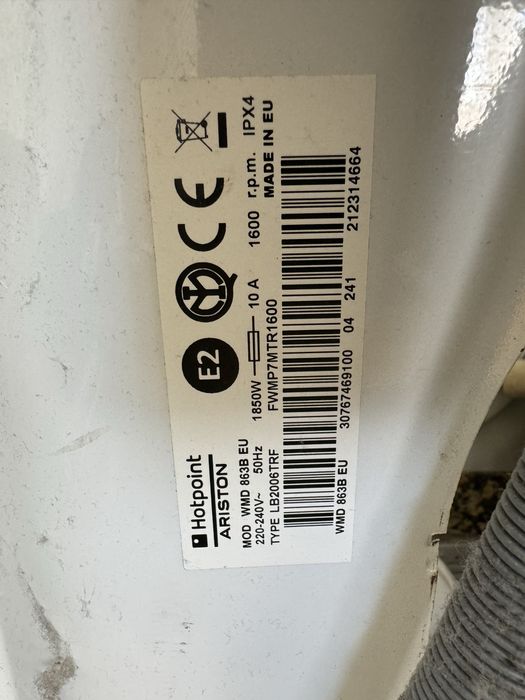 Hotpoint
ARISTON
E2
MOD WMD 863B EU
220-240V~ 50Hz 1850W 10 A 1600 r.p.m. IPX4
TYPE LB2006TRF FWMP7MTR1600 MADE IN EU
WMD 863B EU 30767469100 04 241 212314664